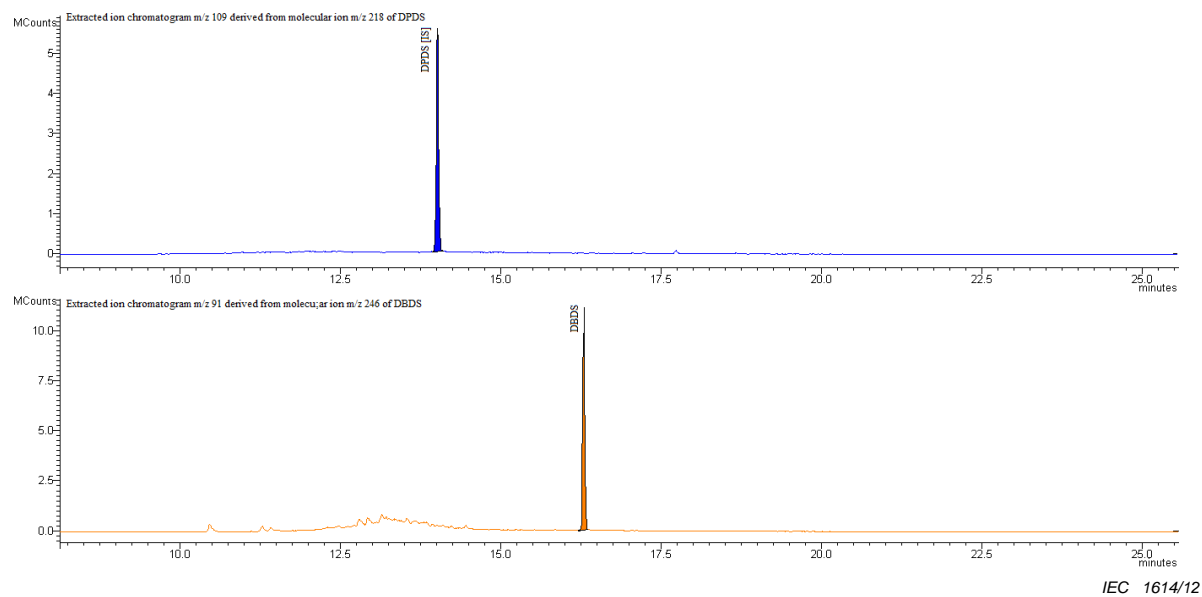 MCounts
Extracted ion chromatogram m/z 109 derived from molecular ion m/z 218 of DPDS
DPDS [IS]
5
4
3
2
1
0
10.0 12.5 15.0 17.5 20.0 22.5 25.0
minutes
MCounts
Extracted ion chromatogram m/z 91 derived from molecu;ar ion m/z 246 of DBDS
DBDS
10.0
7.5
5.0
2.5
0.0
10.0 12.5 15.0 17.5 20.0 22.5 25.0
minutes
IEC 1614/12